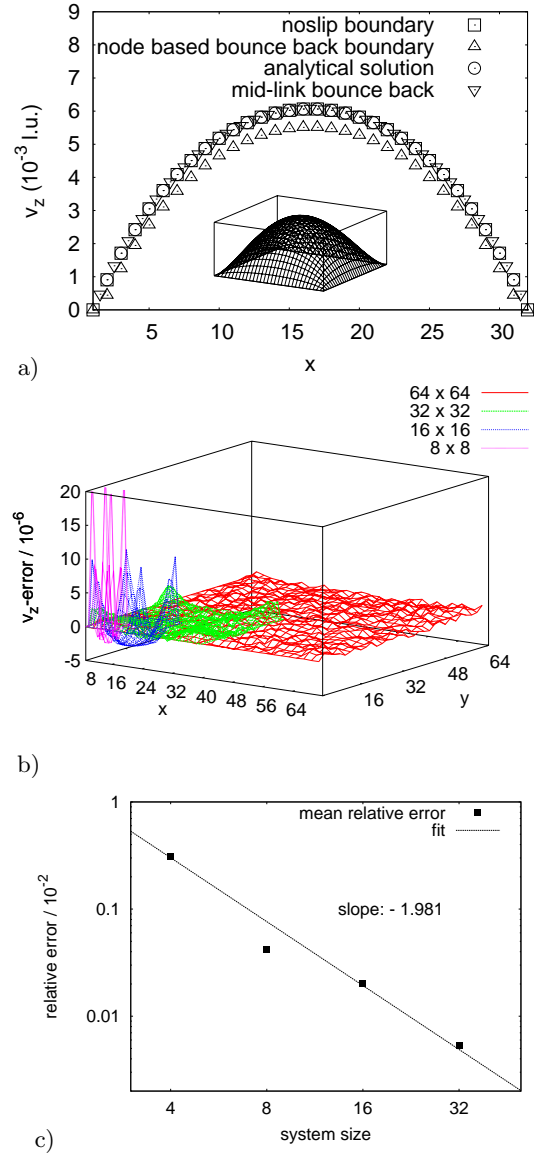 noslip boundary
node based bounce back boundary
analytical solution
mid-link bounce back
v_z (10^-3 l.u.)
9
8
7
6
5
4
3
2
1
0
5 10 15 20 25 30
x
a)
64 x 64
32 x 32
16 x 16
8 x 8
v_z-error / 10^-6
20
15
10
5
0
-5
8 16 24 32 40 48 56 64
x
16 32 48 64
y
b)
mean relative error
fit
slope: - 1.981
relative error / 10^-2
1
0.1
0.01
4 8 16 32
system size
c)